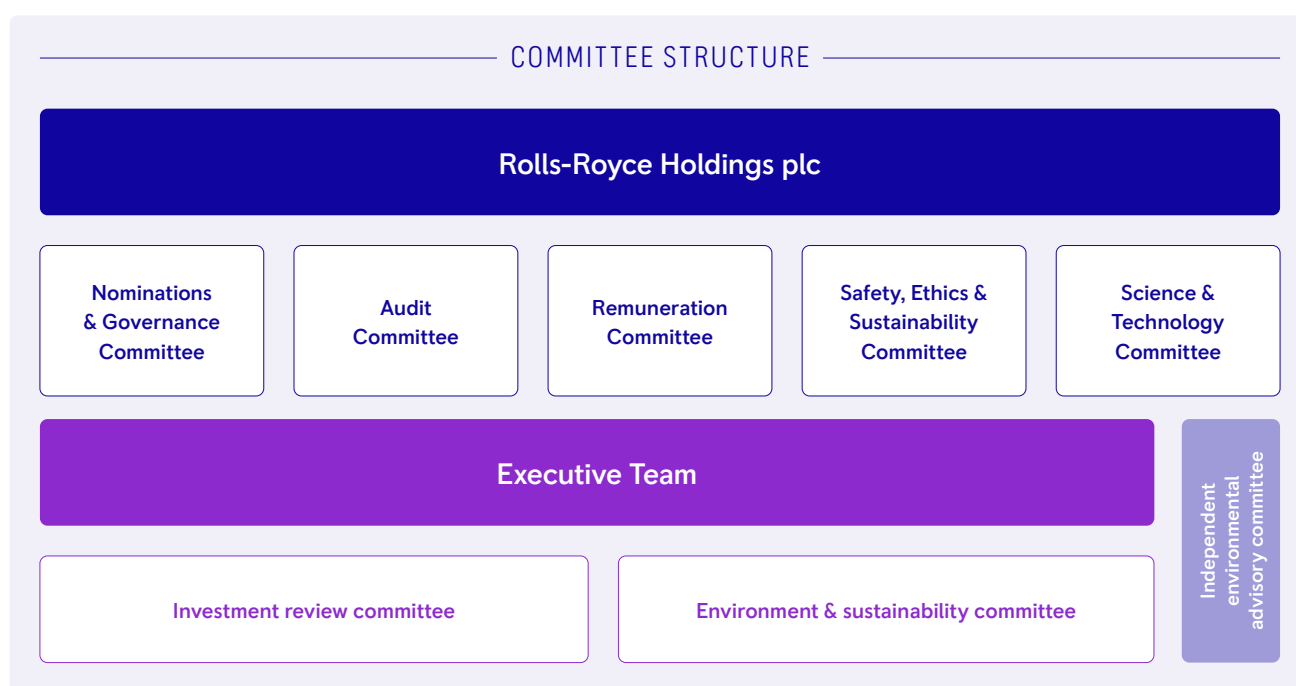 COMMITTEE STRUCTURE
Rolls-Royce Holdings plc
Nominations
& Governance
Committee
Audit
Committee
Remuneration
Committee
Safety, Ethics &
Sustainability
Committee
Science &
Technology
Committee
Executive Team
Independent
environmental
advisory committee
Investment review committee
Environment & sustainability committee